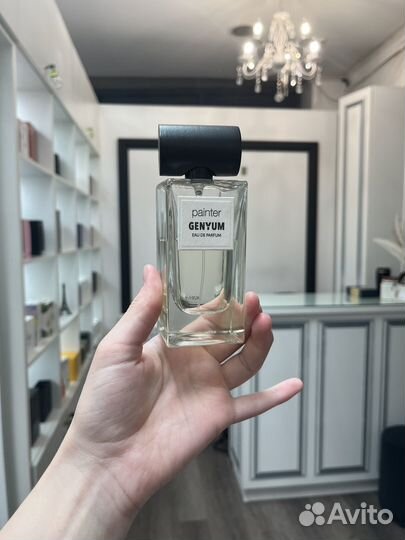 painter
GENYUM
EAU DE PARFUM
Avito